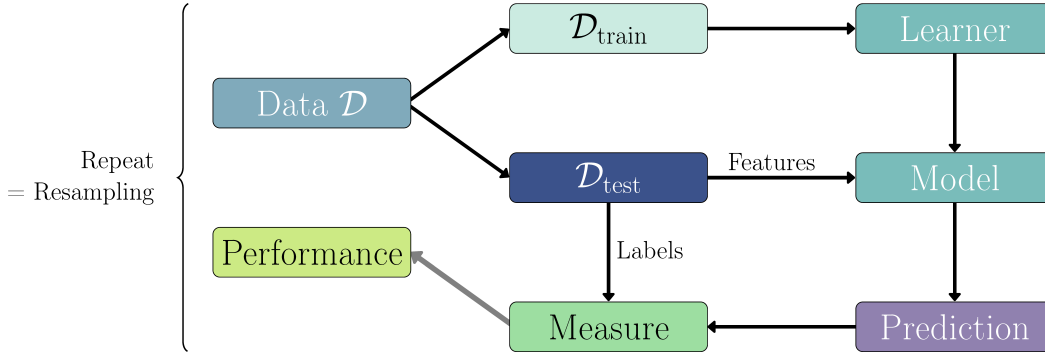 𝒟train
Learner
Data 𝒟
Repeat
= Resampling
𝒟test
Features
Model
Labels
Performance
Measure
Prediction